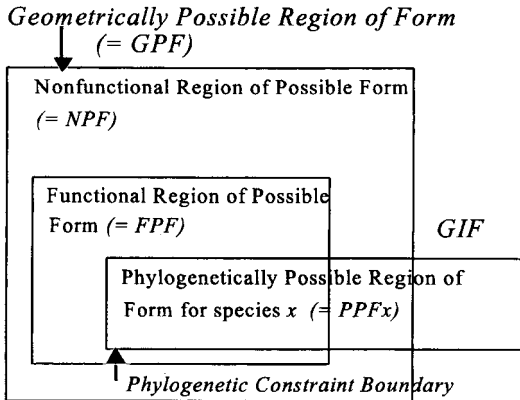 Geometrically Possible Region of Form
(= GPF)
Nonfunctional Region of Possible Form
(= NPF)
Functional Region of Possible
Form (= FPF)
GIF
Phylogenetically Possible Region of
Form for species x (= PPFx)
Phylogenetic Constraint Boundary